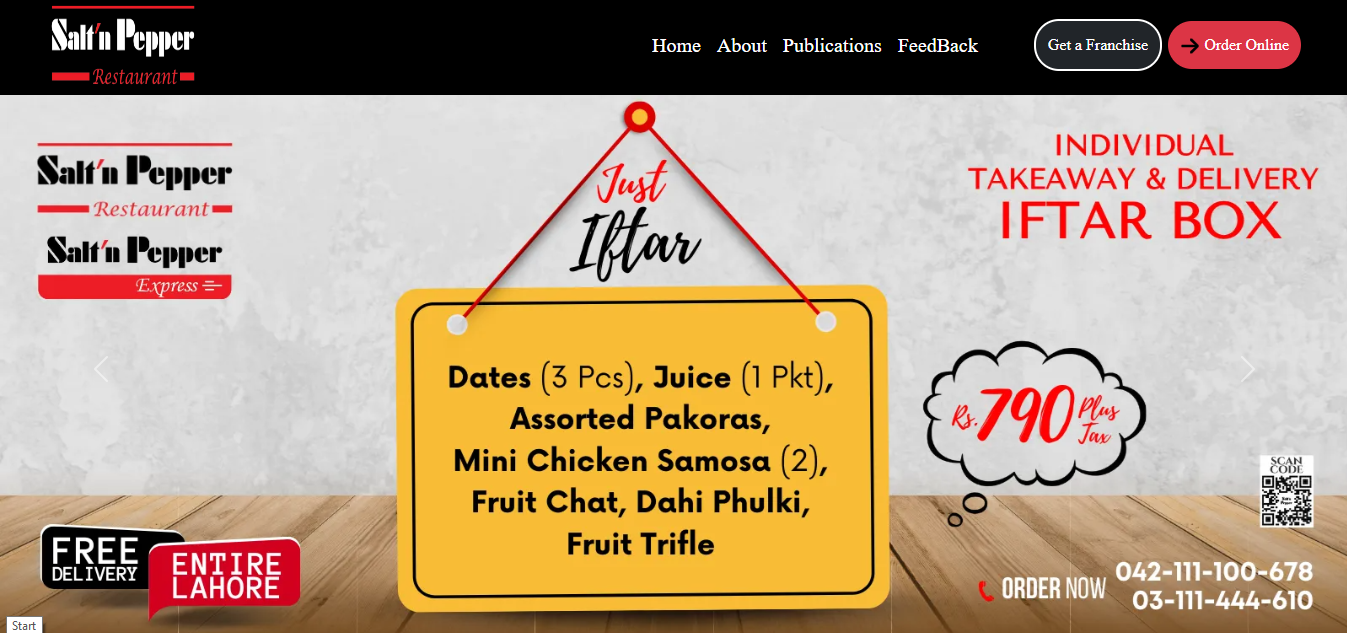 Salt'n Pepper
Restaurant
Home About Publications FeedBack
Get a Franchise
Order Online
Salt'n Pepper
Restaurant
Salt'n Pepper
Express
Just
Iftar
INDIVIDUAL
TAKEAWAY & DELIVERY
IFTAR BOX
Dates (3 Pcs), Juice (1 Pkt),
Assorted Pakoras,
Mini Chicken Samosa (2),
Fruit Chat, Dahi Phulki,
Fruit Trifle
Rs. 790 Plus
Tax
SCAN
CODE
FREE
DELIVERY
ENTIRE
LAHORE
ORDER NOW
042-111-100-678
03-111-444-610
Start